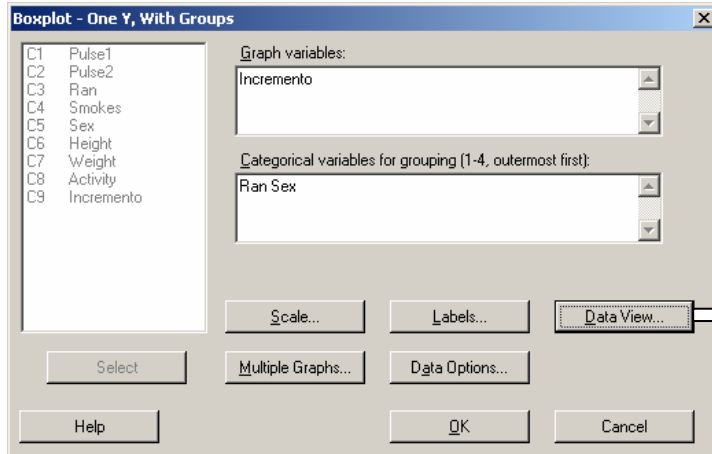 Boxplot - One Y, With Groups
C1 Pulse1
C2 Pulse2
C3 Ran
C4 Smokes
C5 Sex
C6 Height
C7 Weight
C8 Activity
C9 Incremento
Graph variables:
Incremento
Categorical variables for grouping (1-4, outermost first):
Ran Sex
Scale... Labels... Data View...
Select Multiple Graphs... Data Options...
Help OK Cancel